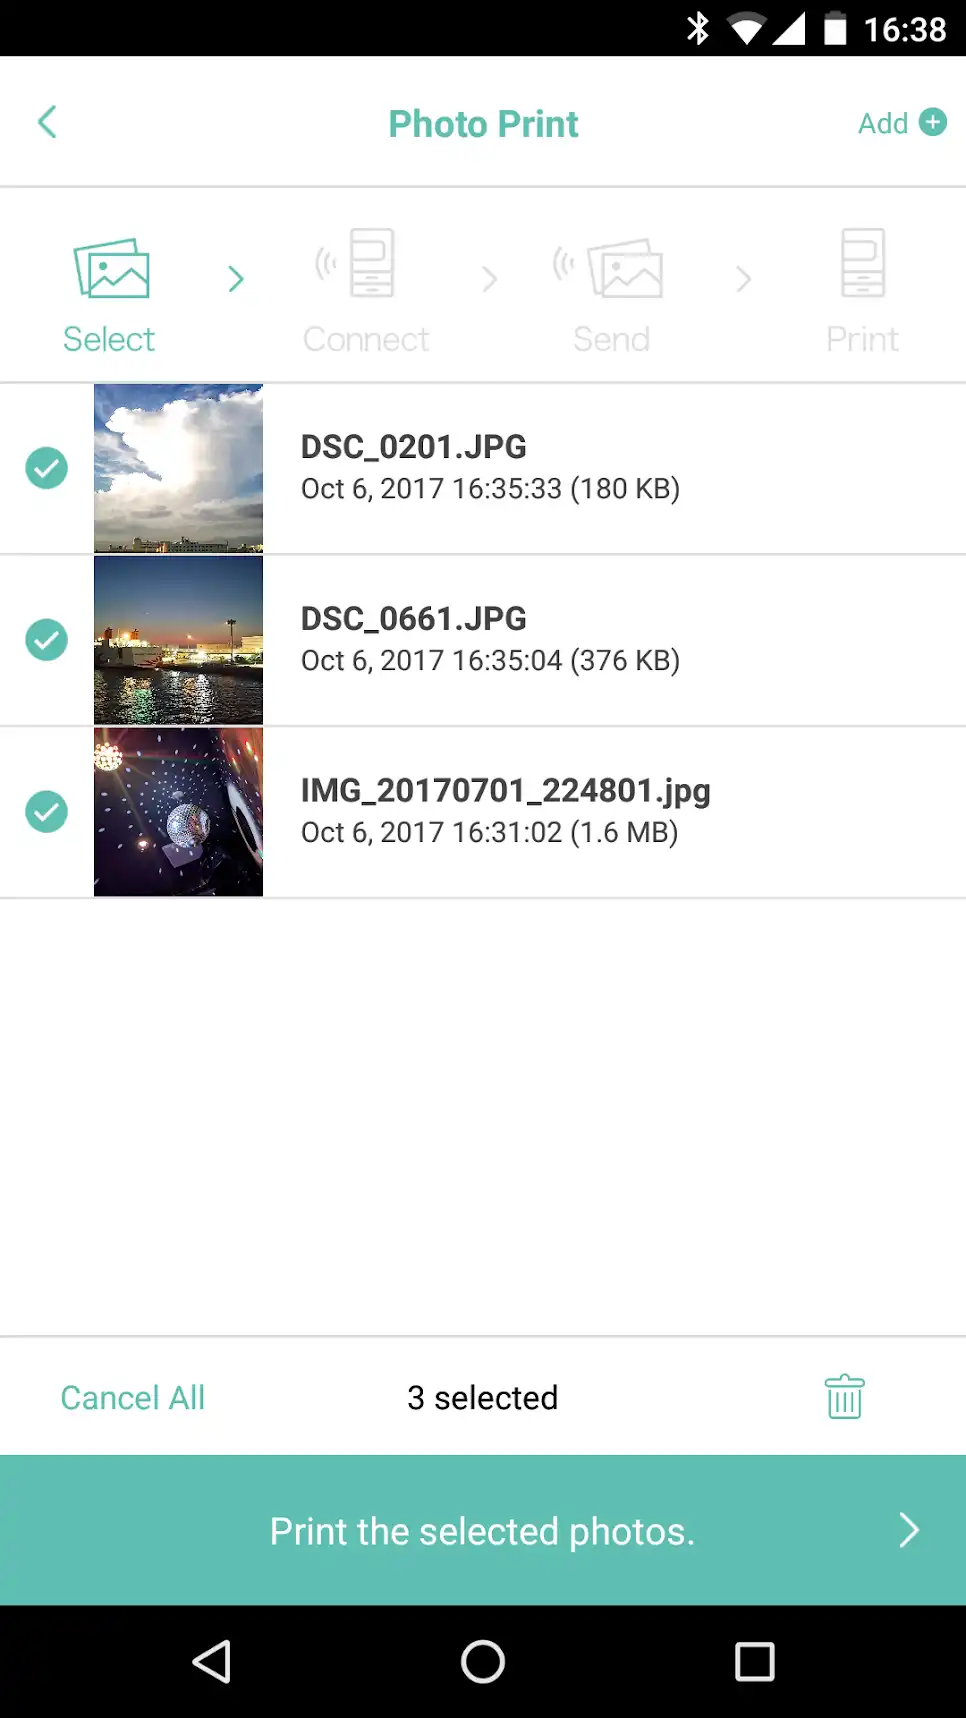 16:38
Photo Print
Add
Select
Connect
Send
Print
DSC_0201.JPG
Oct 6, 2017 16:35:33 (180 KB)
DSC_0661.JPG
Oct 6, 2017 16:35:04 (376 KB)
IMG_20170701_224801.jpg
Oct 6, 2017 16:31:02 (1.6 MB)
Cancel All
3 selected
Print the selected photos.